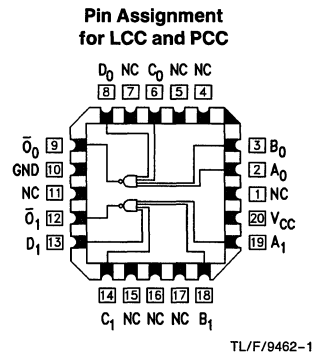 Pin Assignment
for LCC and PCC
D0 NC C0 NC NC
8 7 6 5 4
O̅0 9
GND 10
NC 11
O̅1 12
D1 13
3 B0
2 A0
1 NC
20 VCC
19 A1
14 15 16 17 18
C1 NC NC NC B1
TL/F/9462-1